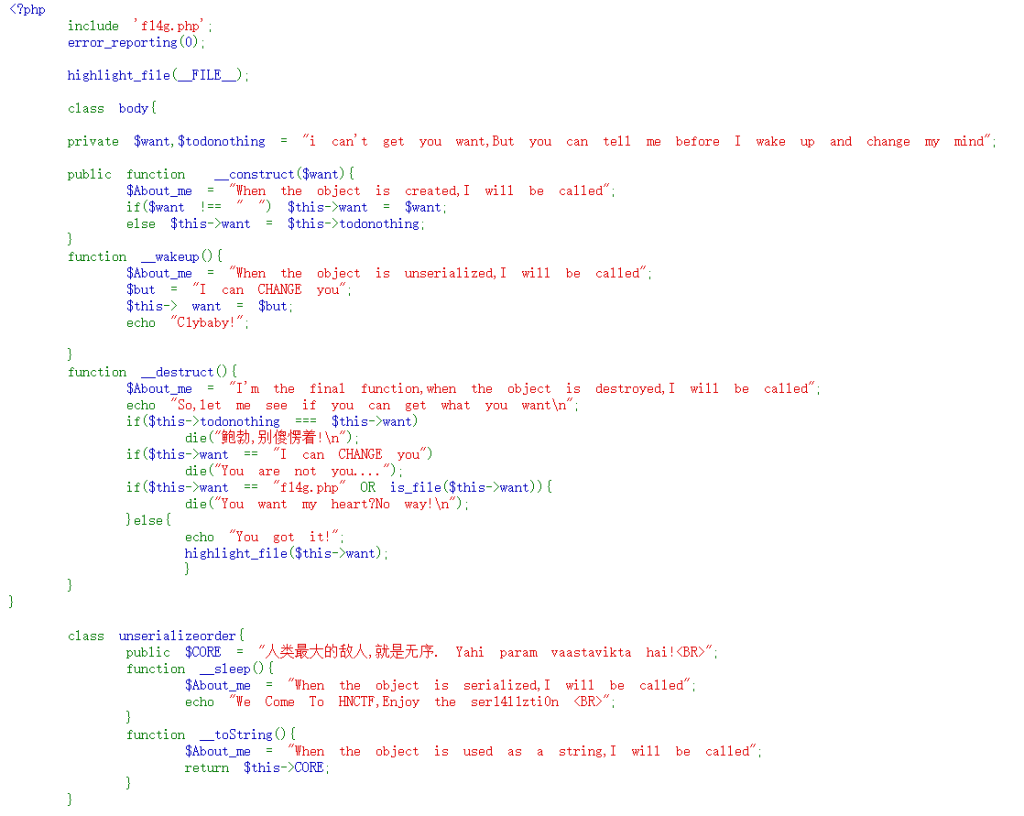 <?php
include 'fl4g.php';
error_reporting(0);
highlight_file(__FILE__);
class body{
private $want,$todonothing = "i can't get you want,But you can tell me before I wake up and change my mind";
public function __construct($want){
$About_me = "When the object is created,I will be called";
if($want !== " ") $this->want = $want;
else $this->want = $this->todonothing;
}
function __wakeup(){
$About_me = "When the object is unserialized,I will be called";
$but = "I can CHANGE you";
$this-> want = $but;
echo "C1ybaby!";
}
function __destruct(){
$About_me = "I'm the final function,when the object is destroyed,I will be called";
echo "So,let me see if you can get what you want\n";
if($this->todonothing === $this->want)
die("鲍勃,别傻愣着!\n");
if($this->want == "I can CHANGE you")
die("You are not you....");
if($this->want == "fl4g.php" OR is_file($this->want)){
die("You want my heart?No way!\n");
}else{
echo "You got it!";
highlight_file($this->want);
}
}
}
class unserializeorder{
public $CORE = "人类最大的敌人,就是无序. Yahi param vaastavikta hai!<BR>";
function __sleep(){
$About_me = "When the object is serialized,I will be called";
echo "We Come To HNCTF,Enjoy the ser14l1zti0n <BR>";
}
function __toString(){
$About_me = "When the object is used as a string,I will be called";
return $this->CORE;
}
}